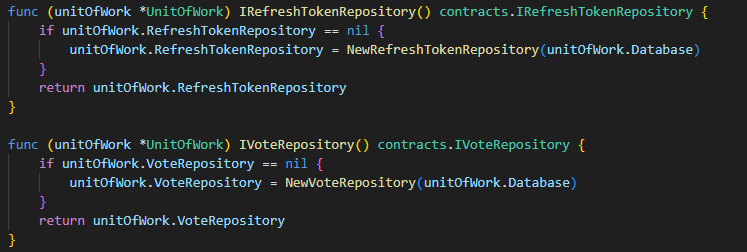 func (unitOfWork *UnitOfWork) IRefreshTokenRepository() contracts.IRefreshTokenRepository {
    if unitOfWork.RefreshTokenRepository == nil {
        unitOfWork.RefreshTokenRepository = NewRefreshTokenRepository(unitOfWork.Database)
    }
    return unitOfWork.RefreshTokenRepository
}

func (unitOfWork *UnitOfWork) IVoteRepository() contracts.IVoteRepository {
    if unitOfWork.VoteRepository == nil {
        unitOfWork.VoteRepository = NewVoteRepository(unitOfWork.Database)
    }
    return unitOfWork.VoteRepository
}